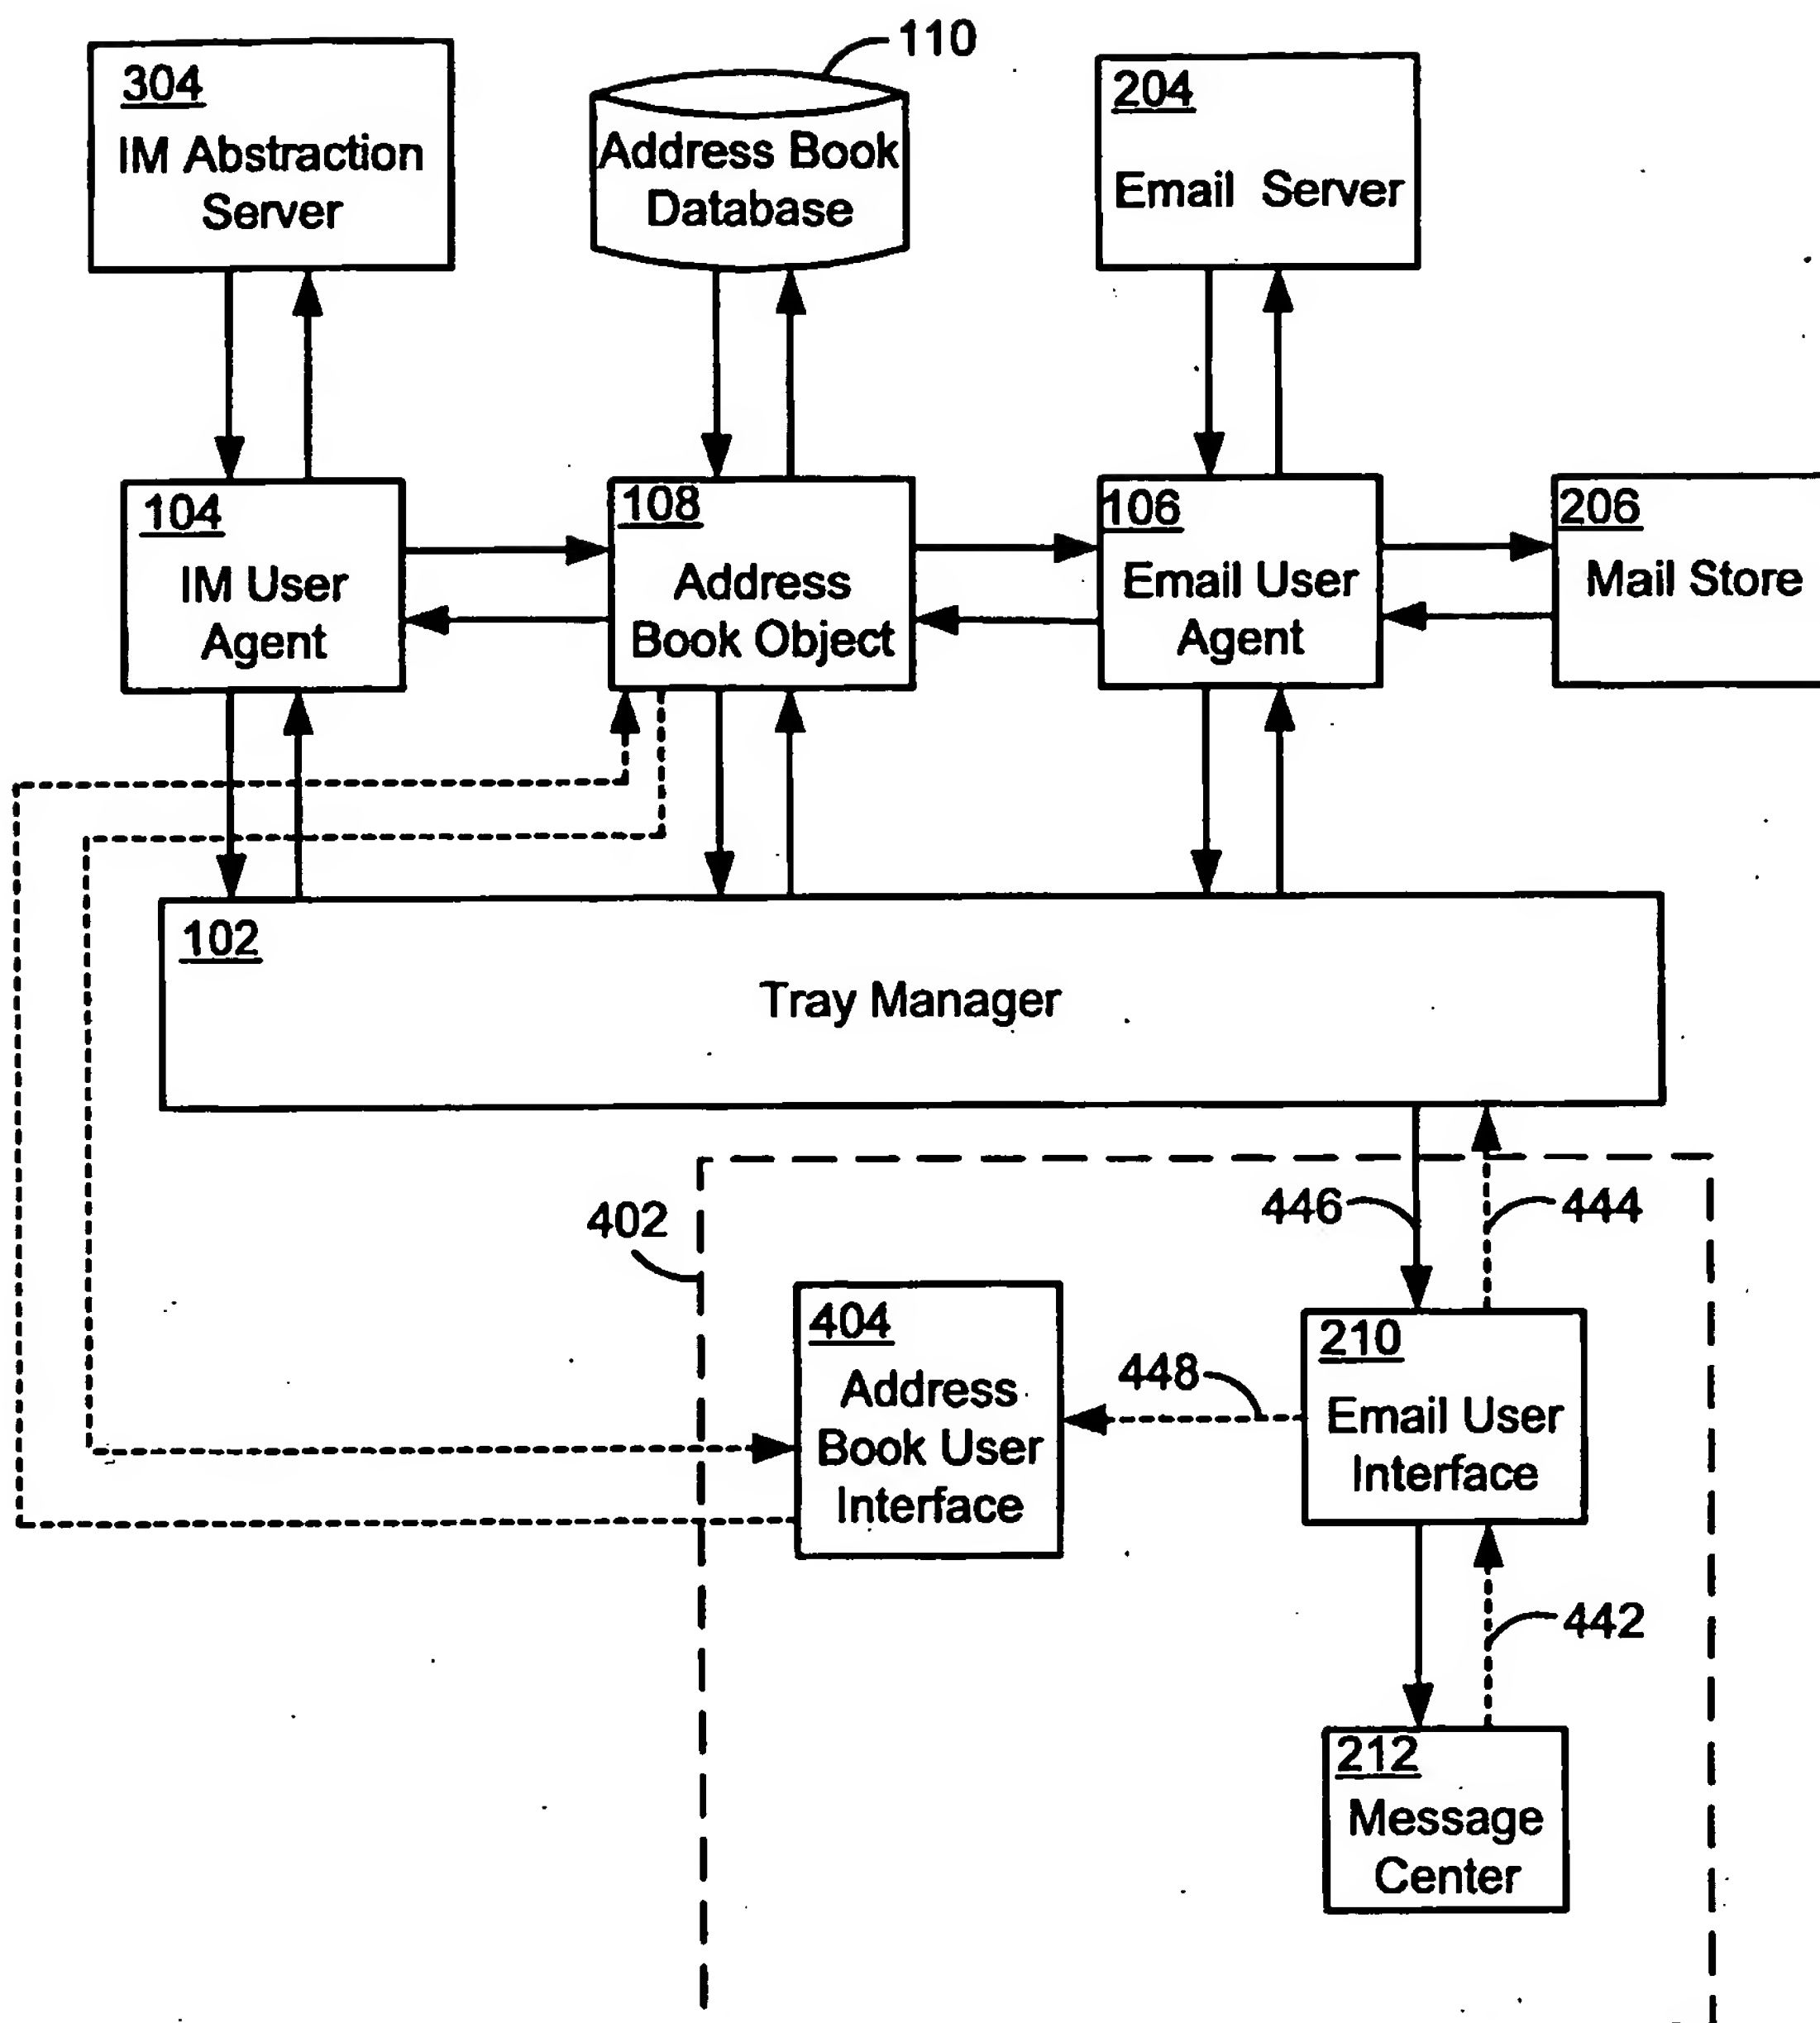 110
304
IM Abstraction
Server
Address Book
Database
204
Email Server
104
IM User
Agent
108
Address
Book Object
106
Email User
Agent
206
Mail Store
102
Tray Manager
446
444
402
404
Address
Book User
Interface
448
210
Email User
Interface
442
212
Message
Center